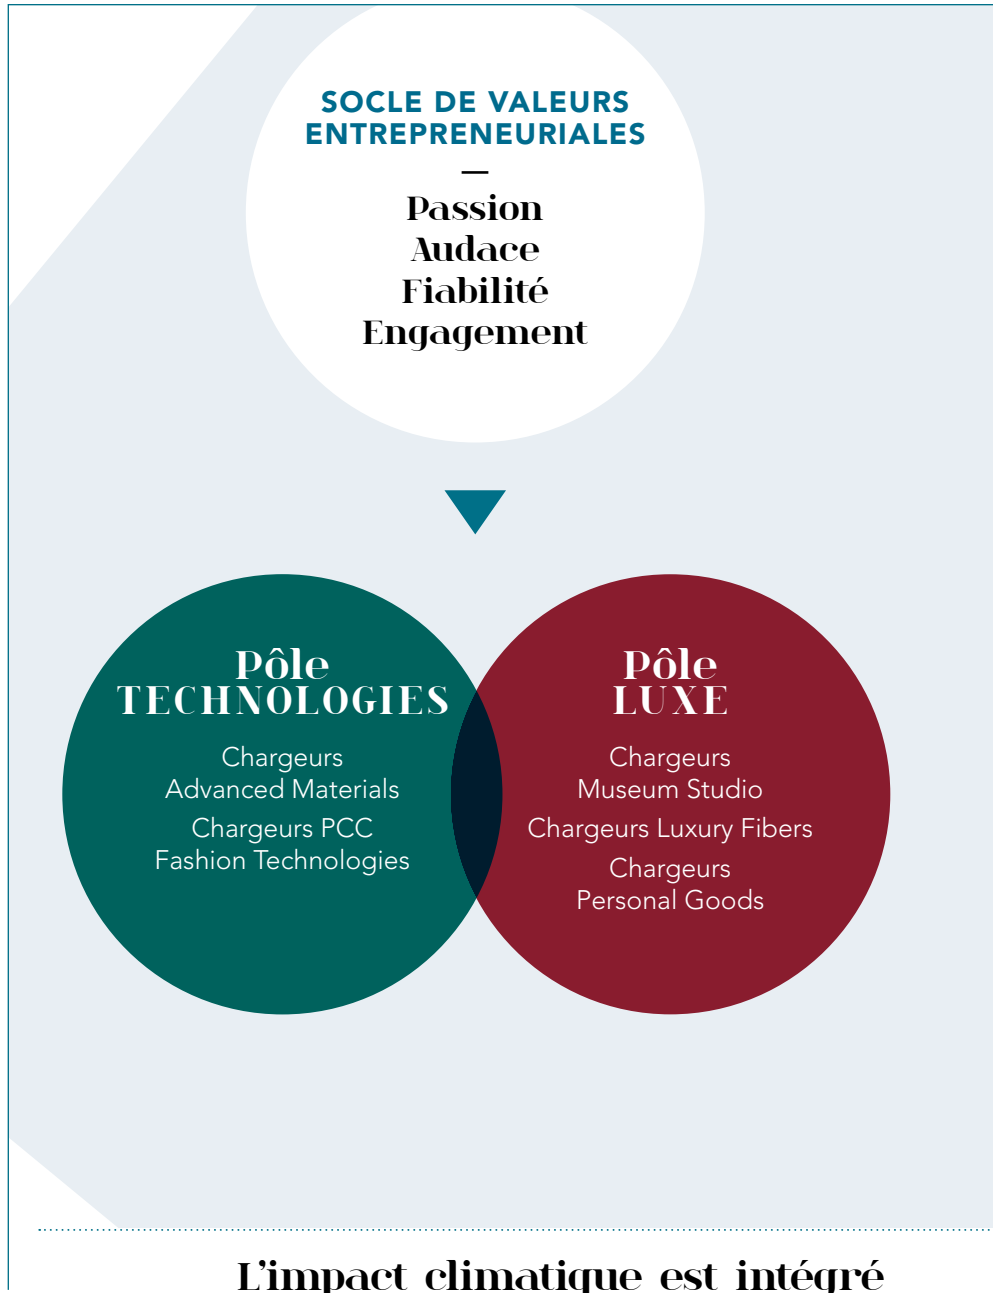 SOCLE DE VALEURS
ENTREPRENEURIALES
—
Passion
Audace
Fiabilité
Engagement
Pôle
TECHNOLOGIES
Chargeurs
Advanced Materials
Chargeurs PCC
Fashion Technologies
Pôle
LUXE
Chargeurs
Museum Studio
Chargeurs Luxury Fibers
Chargeurs
Personal Goods
L'impact climatique est intégré